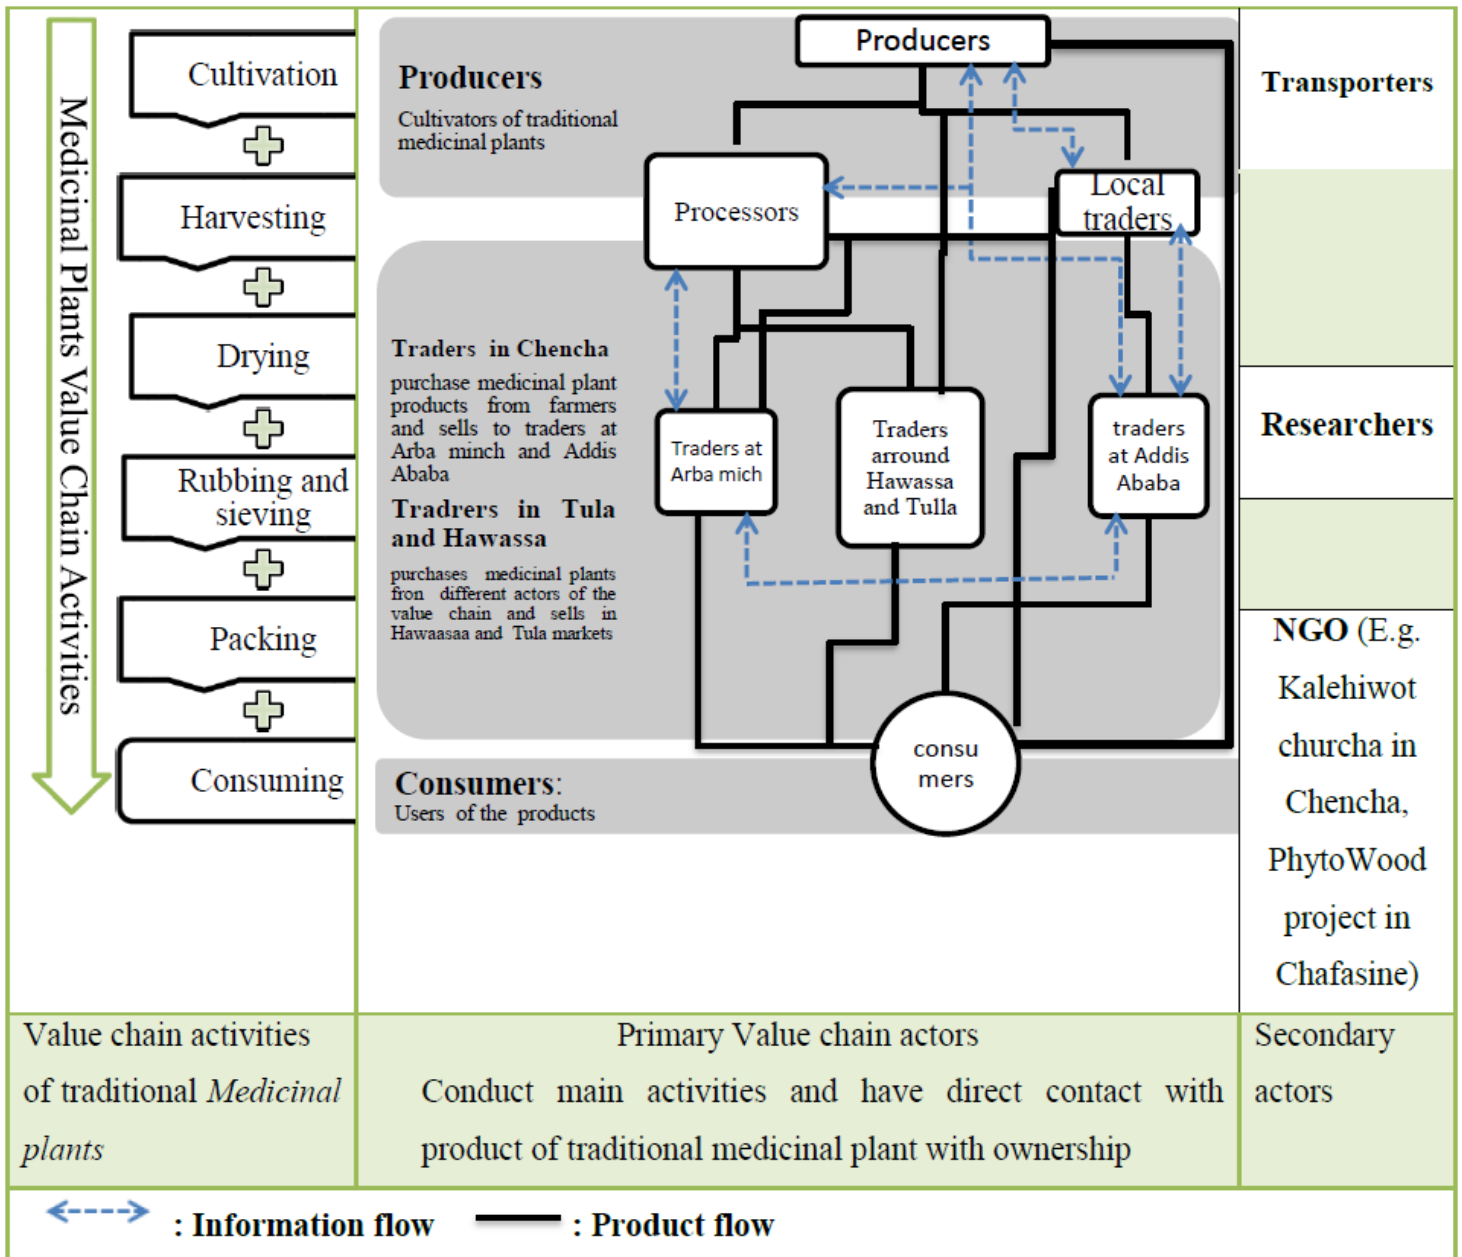 Medicinal Plants Value Chain Activities
Cultivation
Harvesting
Drying
Rubbing and
sieving
Packing
Consuming
Producers
Cultivators of traditional
medicinal plants
Producers
Processors
Local
traders
Traders in Chencha
purchase medicinal plant
products from farmers
and sells to traders at
Arba minch and Addis
Ababa
Tradrers in Tula
and Hawassa
purchases medicinal plants
fron different actors of the
value chain and sells in
Hawaasaa and Tula markets
Traders at
Arba mich
Traders
arround
Hawassa
and Tulla
traders
at Addis
Ababa
consu
mers
Consumers:
Users of the products
Transporters
Researchers
NGO (E.g.
Kalehiwot
churcha in
Chencha,
PhytoWood
project in
Chafasine)
Value chain activities
of traditional Medicinal
plants
Primary Value chain actors
Conduct main activities and have direct contact with
product of traditional medicinal plant with ownership
Secondary
actors
: Information flow
: Product flow